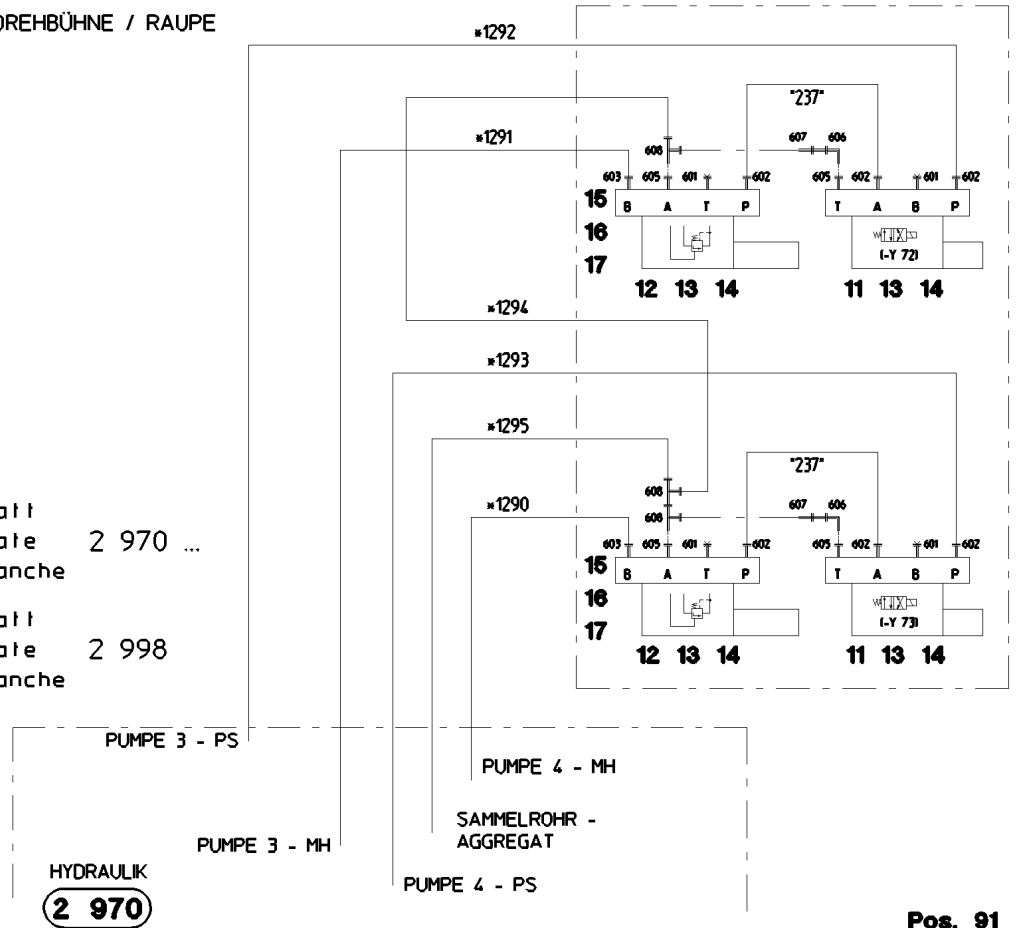 DREHBÜHNE / RAUPE
*1292
"237"
*1291
607 606
608
603 605 601 602 605 602 601 602
15 B A T P T A B P
16
17 (-Y 72)
12 13 14 11 13 14
*1294
*1293
*1295
"237"
608
*1290 607 606
608
603 605 601 602 605 602 601 602
15 B A T P T A B P
16
17 (-Y 73)
12 13 14 11 13 14
2 970 ...
anche
2 998
anche
PUMPE 3 - PS
PUMPE 4 - MH
SAMMELROHR -
AGGREGAT
PUMPE 3 - MH
PUMPE 4 - PS
HYDRAULIK
2 970
Pos. 91